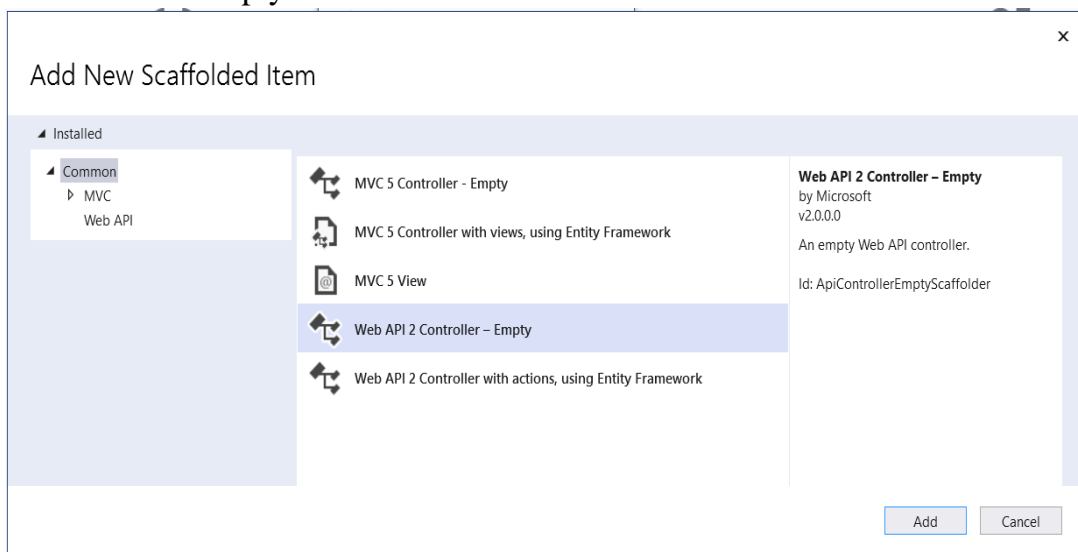 x
Add New Scaffolded Item
Installed
Common
MVC
Web API
MVC 5 Controller - Empty
MVC 5 Controller with views, using Entity Framework
MVC 5 View
Web API 2 Controller – Empty
Web API 2 Controller with actions, using Entity Framework
Web API 2 Controller – Empty
by Microsoft
v2.0.0.0
An empty Web API controller.
Id: ApiControllerEmptyScaffolder
Add
Cancel